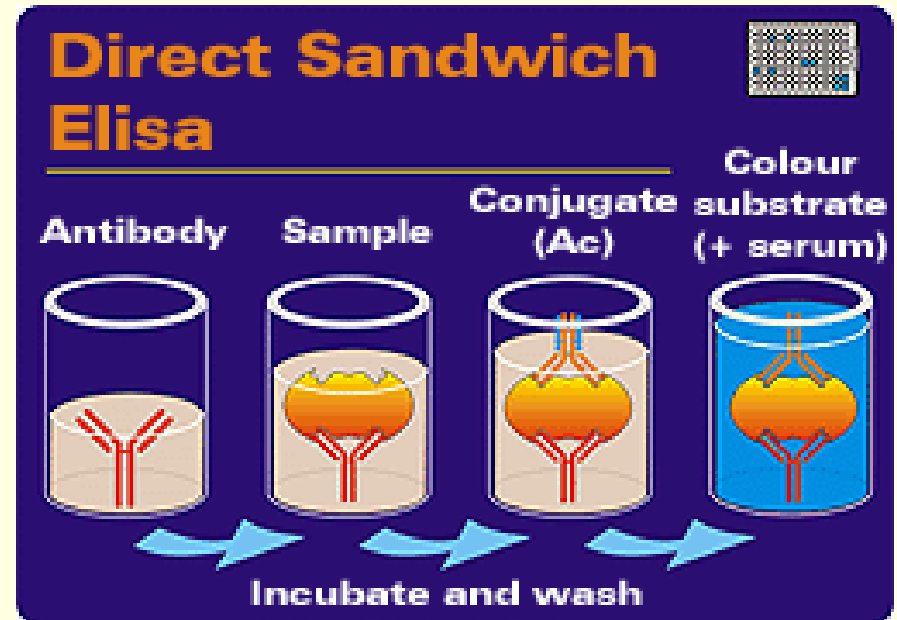 Direct Sandwich
Elisa
Antibody
Sample
Conjugate
(Ac)
Colour
substrate
(+ serum)
Incubate and wash